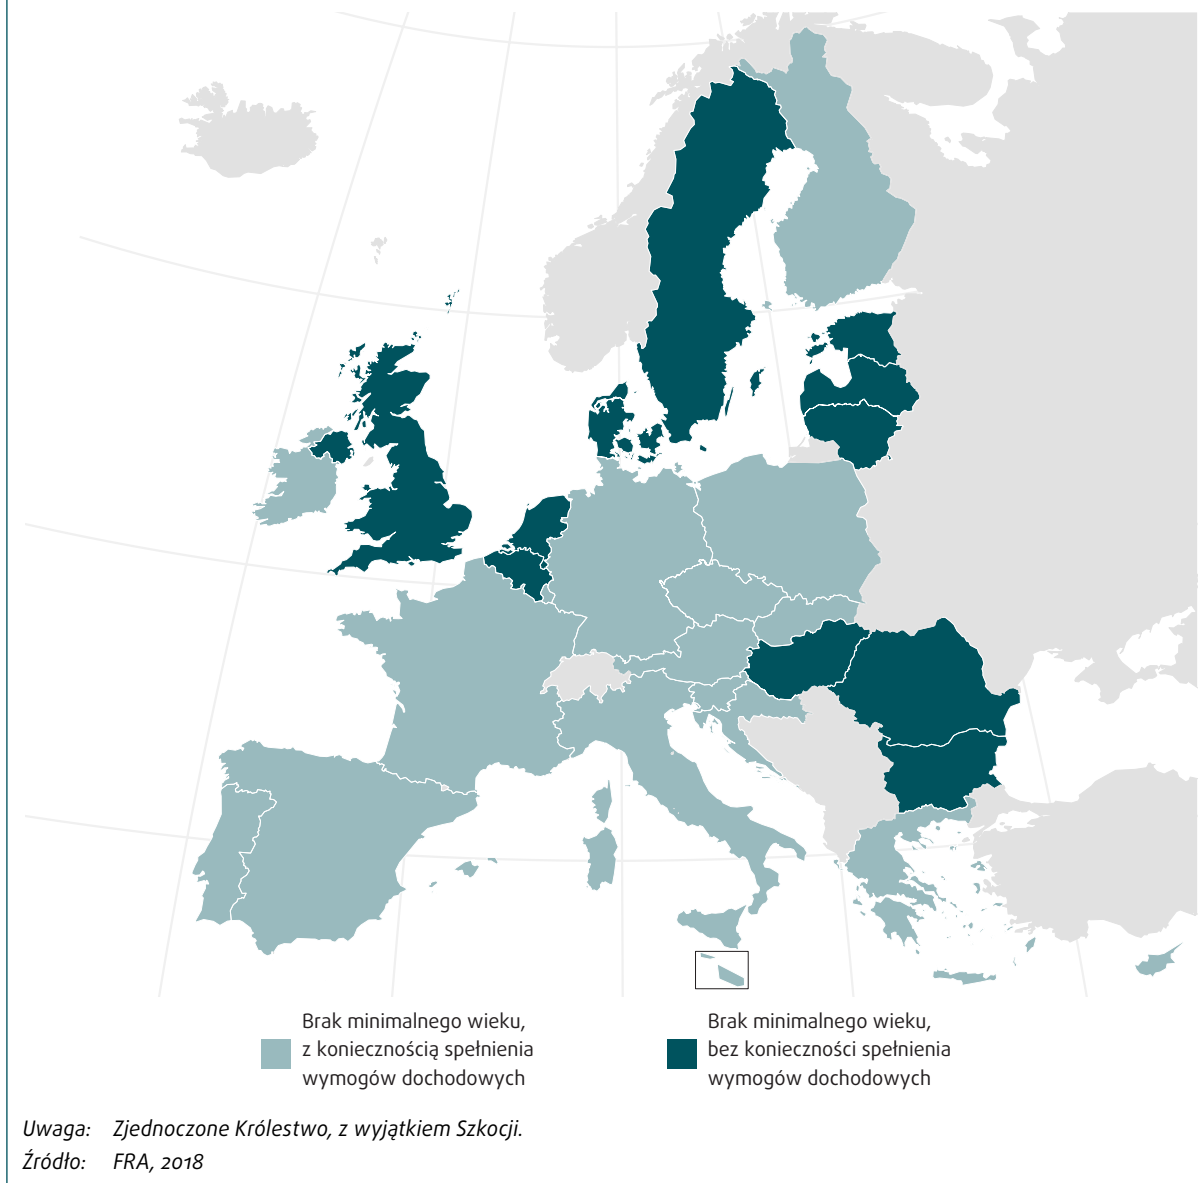 Brak minimalnego wieku,
z koniecznością spełnienia
wymogów dochodowych
Brak minimalnego wieku,
bez konieczności spełnienia
wymogów dochodowych
Uwaga: Zjednoczone Królestwo, z wyjątkiem Szkocji.
Źródło: FRA, 2018